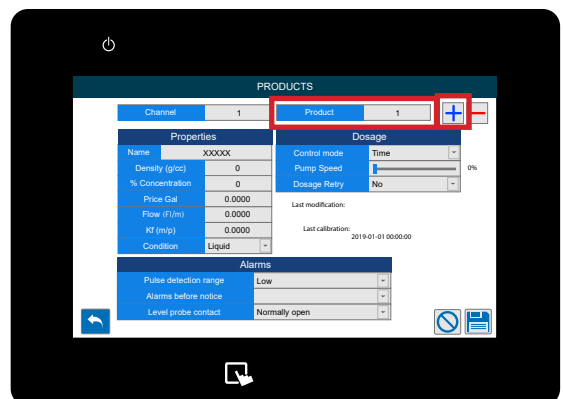 PRODUCTS
Channel 1 Product 1
Properties
Name XXXXX
Density (g/cc) 0
% Concentration 0
Price Gal 0.0000
Flow (Fl/m) 0.0000
Kf (m/p) 0.0000
Condition Liquid
Dosage
Control mode Time
Pump Speed 0%
Dosage Retry No
Last modification:
Last calibration:
2019-01-01 00:00:00
Alarms
Pulse detection range Low
Alarms before notice
Level probe contact Normally open